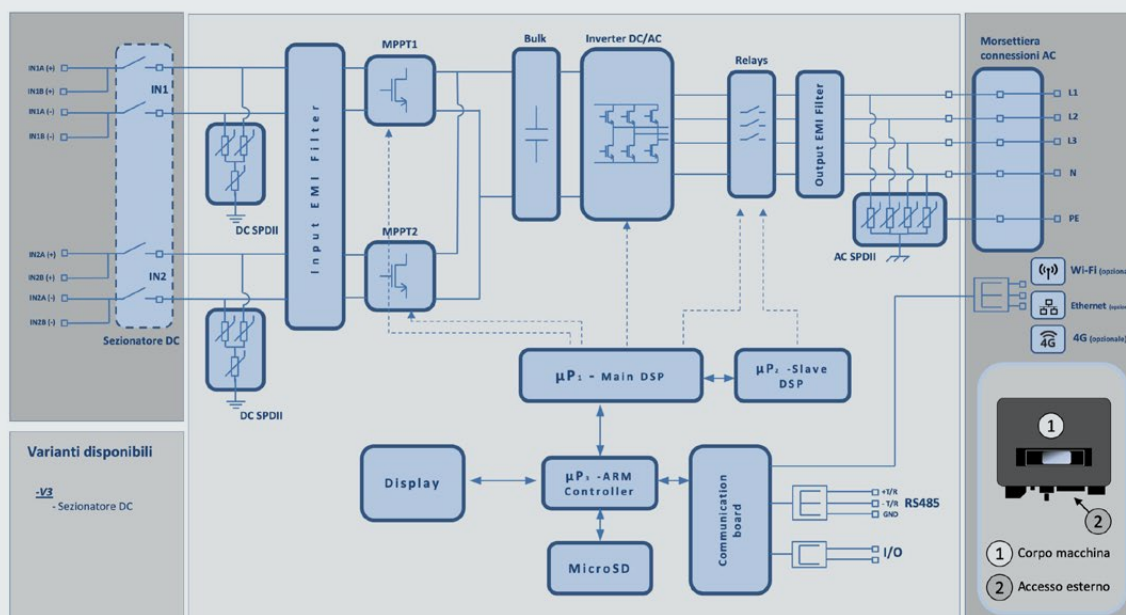 MPPT1
Bulk
Inverter DC/AC
Relays
Morsettiera
connessioni AC
IN1A (+)
IN1B (+)
IN1
IN1A (-)
IN1B (-)
DC SPDII
Input EMI Filter
Output EMI Filter
L1
L2
L3
N
PE
AC SPDII
IN2A (+)
IN2B (+)
IN2
IN2A (-)
IN2B (-)
Sezionatore DC
DC SPDII
MPPT2
Wi-Fi
Ethernet
4G
4G (opzionale)
µP1 - Main DSP
-Slave
DSP
Varianti disponibili
-V3
- Sezionatore DC
Display
-ARM
Controller
MicroSD
Communication
board
+T/R
- T/R
GND
RS485
I/O
1
2
1 Corpo macchina
2 Accesso esterno